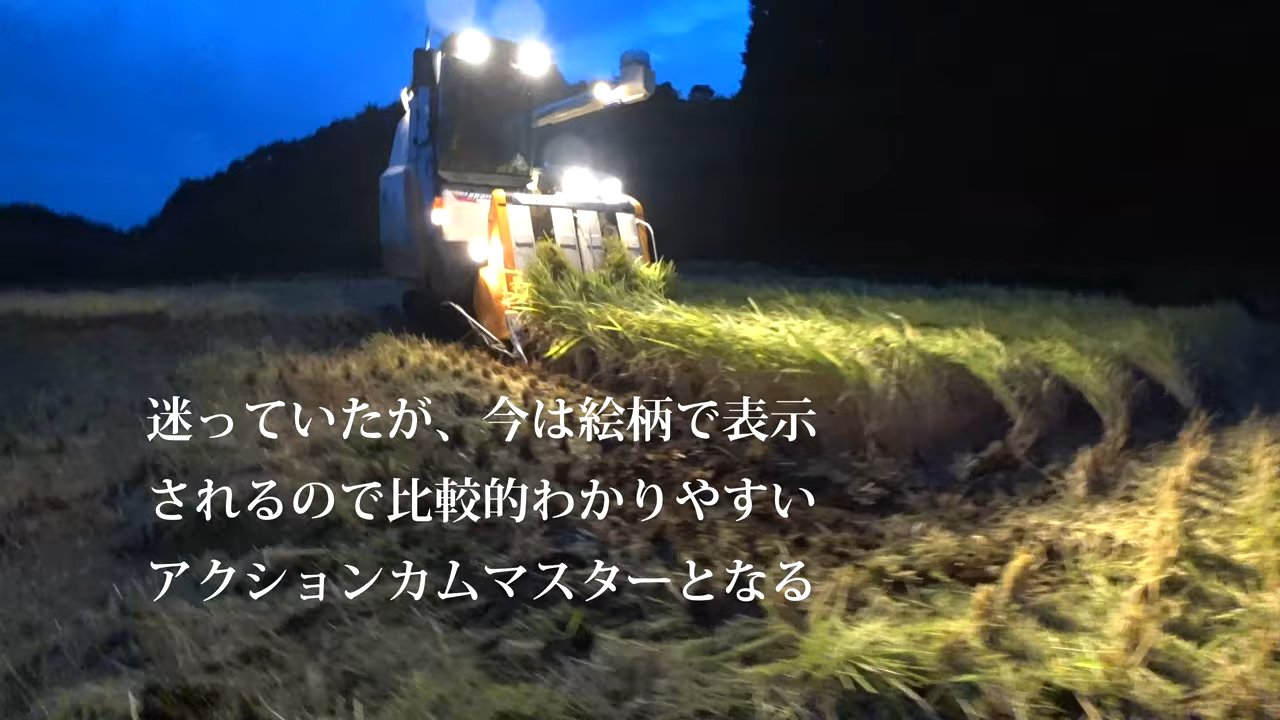 迷っていたが、今は絵柄で表示
されるので比較的わかりやすい
アクションカムマスターとなる